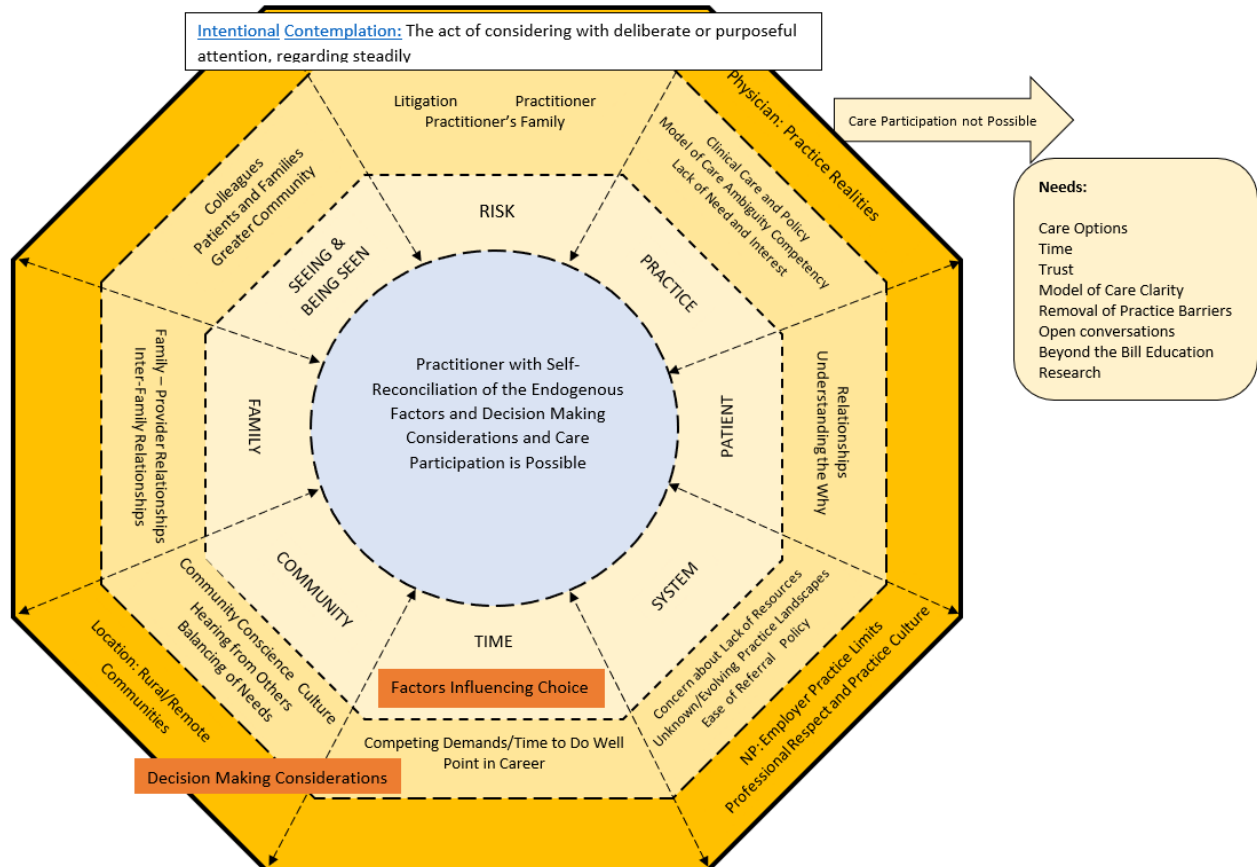 Intentional Contemplation: The act of considering with deliberate or purposeful
attention, regarding steadily
Litigation Practitioner
Practitioner's Family
Physician: Practice Realities
Care Participation not Possible
Clinical Care and Policy
Model of Care Ambiguity Competency
Lack of Need and Interest
Colleagues
Patients and Families
Greater Community
RISK
SEEING &
BEING SEEN
PRACTICE
Needs:
Care Options
Time
Trust
Model of Care Clarity
Removal of Practice Barriers
Open conversations
Beyond the Bill Education
Research
Family – Provider Relationships
Inter-Family Relationships
FAMILY
Practitioner with Self-
Reconciliation of the Endogenous
Factors and Decision Making
Considerations and Care
Participation is Possible
PATIENT
Relationships
Understanding the Why
COMMUNITY
SYSTEM
TIME
Factors Influencing Choice
Community Conscience Culture
Hearing from Others
Balancing of Needs
Concern about Lack of Resources
Unknown/Evolving Practice Landscapes
Ease of Referral Policy
Location: Rural/Remote
Communities
Competing Demands/Time to Do Well
Point in Career
NP: Employer Practice Limits
Professional Respect and Practice Culture
Decision Making Considerations